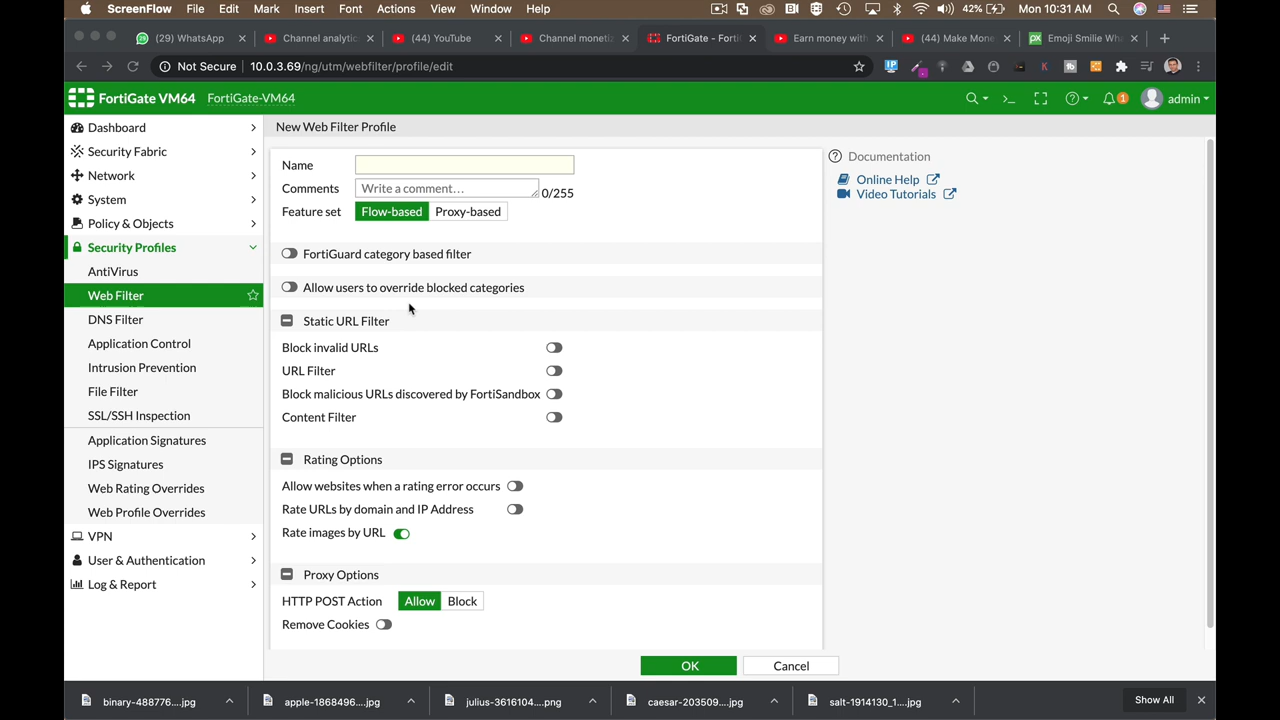 ScreenFlow File Edit Mark Insert Font Actions View Window Help 42% Mon 10:31 AM
(29) WhatsApp Channel analytic (44) YouTube Channel moneti FortiGate - Forti Earn money with (44) Make Mone Emoji Smilie Wh
Not Secure 10.0.3.69/ng/utm/webfilter/profile/edit
FortiGate VM64 FortiGate-VM64 1 admin
Dashboard
Security Fabric
Network
System
Policy & Objects
Security Profiles
AntiVirus
Web Filter
DNS Filter
Application Control
Intrusion Prevention
File Filter
SSL/SSH Inspection
Application Signatures
IPS Signatures
Web Rating Overrides
Web Profile Overrides
VPN
User & Authentication
Log & Report
New Web Filter Profile
Name
Comments Write a comment... 0/255
Feature set Flow-based Proxy-based
FortiGuard category based filter
Allow users to override blocked categories
Static URL Filter
Block invalid URLs
URL Filter
Block malicious URLs discovered by FortiSandbox
Content Filter
Rating Options
Allow websites when a rating error occurs
Rate URLs by domain and IP Address
Rate images by URL
Proxy Options
HTTP POST Action Allow Block
Remove Cookies
OK Cancel
Documentation
Online Help
Video Tutorials
binary-488776....jpg apple-1868496....jpg julius-3616104....png caesar-203509....jpg salt-1914130_1....jpg Show All